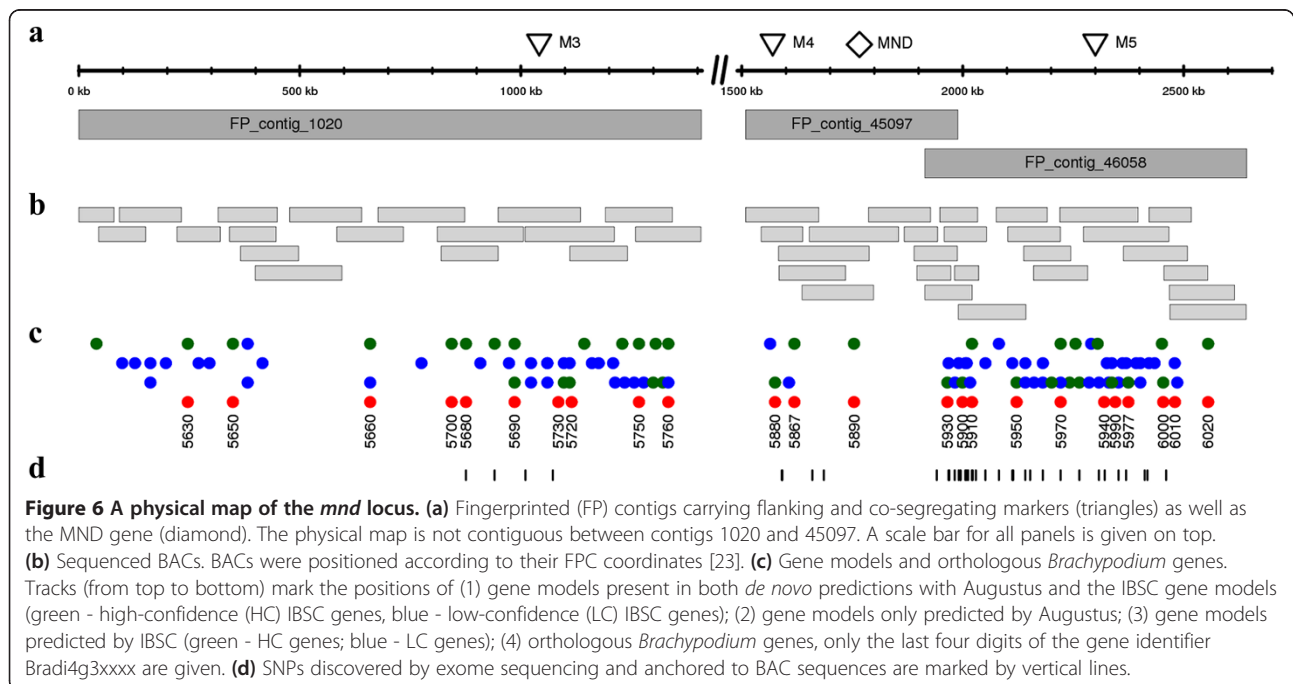 a
M3 M4 MND M5
0 kb 500 kb 1000 kb 1500 kb 2000 kb 2500 kb
FP_contig_1020 FP_contig_45097
FP_contig_46058
b
c
5630 5650 5660 5700 5680 5690 5730 5720 5750 5760 5880 5867 5890 5930 5900 5910 5950 5970 5940 5990 5977 6000 6010 6020
d
Figure 6 A physical map of the mnd locus. (a) Fingerprinted (FP) contigs carrying flanking and co-segregating markers (triangles) as well as
the MND gene (diamond). The physical map is not contiguous between contigs 1020 and 45097. A scale bar for all panels is given on top.
(b) Sequenced BACs. BACs were positioned according to their FPC coordinates [23]. (c) Gene models and orthologous Brachypodium genes.
Tracks (from top to bottom) mark the positions of (1) gene models present in both de novo predictions with Augustus and the IBSC gene models
(green - high-confidence (HC) IBSC genes, blue - low-confidence (LC) IBSC genes); (2) gene models only predicted by Augustus; (3) gene models
predicted by IBSC (green - HC genes; blue - LC genes); (4) orthologous Brachypodium genes, only the last four digits of the gene identifier
Bradi4g3xxxx are given. (d) SNPs discovered by exome sequencing and anchored to BAC sequences are marked by vertical lines.